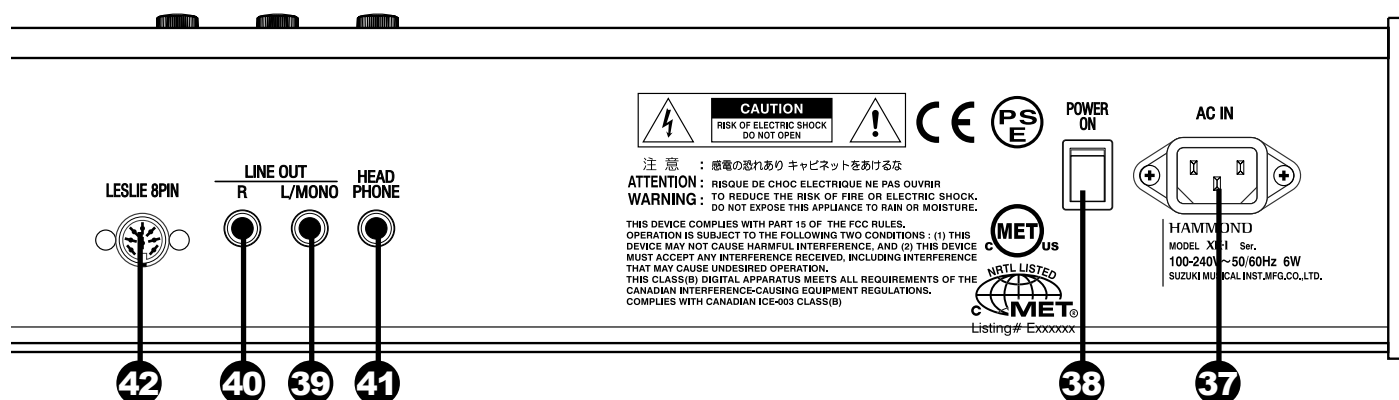 CAUTION
RISK OF ELECTRIC SHOCK
DO NOT OPEN
CE
PS
E
POWER
ON
AC IN
注 意 : 感電の恐れあり キャビネットをあけるな
ATTENTION : RISQUE DE CHOC ELECTRIQUE NE PAS OUVRIR
WARNING : TO REDUCE THE RISK OF FIRE OR ELECTRIC SHOCK.
DO NOT EXPOSE THIS APPLIANCE TO RAIN OR MOISTURE.
THIS DEVICE COMPLIES WITH PART 15 OF THE FCC RULES.
OPERATION IS SUBJECT TO THE FOLLOWING TWO CONDITIONS : (1) THIS
DEVICE MAY NOT CAUSE HARMFUL INTERFERENCE, AND (2) THIS DEVICE
MUST ACCEPT ANY INTERFERENCE RECEIVED, INCLUDING INTERFERENCE
THAT MAY CAUSE UNDESIRED OPERATION.
THIS CLASS(B) DIGITAL APPARATUS MEETS ALL REQUIREMENTS OF THE
CANADIAN INTERFERENCE-CAUSING EQUIPMENT REGULATIONS.
COMPLIES WITH CANADIAN ICE-003 CLASS(B)
C MET US
NRTL LISTED
C MET®
Listing# Exxxxxx
HAMMOND
MODEL Ser.
100-240V~50/60Hz 6W
SUZUKI MUSICAL INST.MFG.CO.,LTD.
LESLIE 8PIN
LINE OUT
R L/MONO
HEAD
PHONE
42 40 39 41 38 37